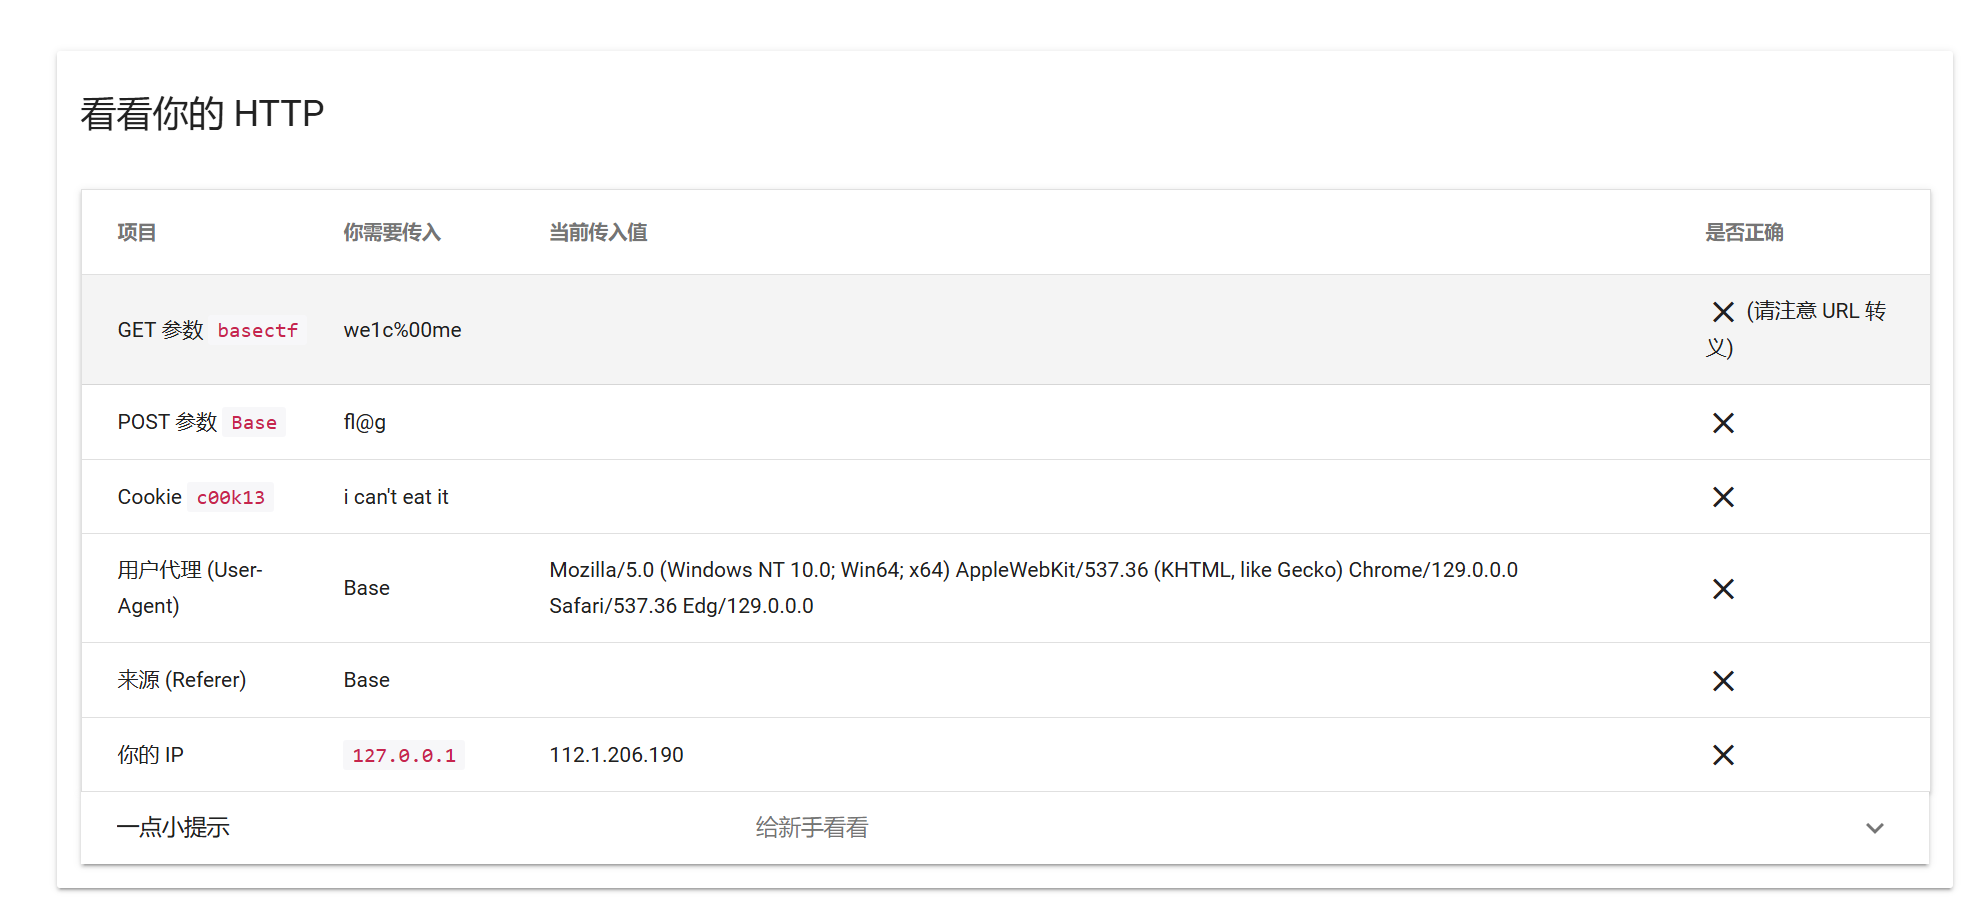 看看你的 HTTP
项目 你需要传入 当前传入值 是否正确
GET 参数 basectf we1c%00me (请注意 URL 转
义)
POST 参数 Base fl@g
Cookie c00k13 i can't eat it
用户代理 (User-
Agent) Base Mozilla/5.0 (Windows NT 10.0; Win64; x64) AppleWebKit/537.36 (KHTML, like Gecko) Chrome/129.0.0.0
Safari/537.36 Edg/129.0.0.0
来源 (Referer) Base
你的 IP 127.0.0.1 112.1.206.190
一点小提示 给新手看看